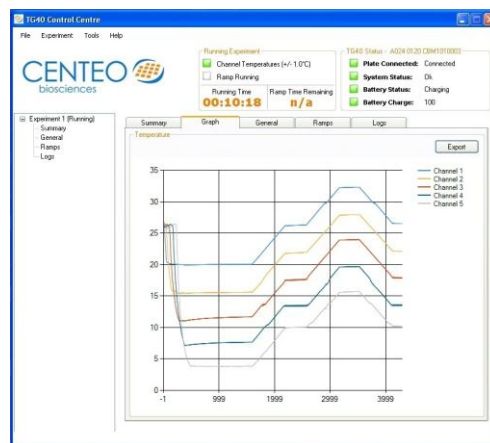 TG40 Control Centre
File Experiment Tools Help
CENTEO
biosciences
Running Experiment
Channel Temperatures (+/- 1.0°C)
Ramp Running
Running Time
00:10:18
Ramp Time Remaining
n/a
TG40 Status - A024 0120 CBM1010003
Plate Connected: Connected
System Status: Ok
Battery Status: Charging
Battery Charge: 100
Experiment 1 (Running)
Summary
General
Ramps
Logs
Summary Graph General Ramps Logs
Temperature
Export
Channel 1
Channel 2
Channel 3
Channel 4
Channel 5
35
30
25
20
15
10
5
0
-1 999 1999 2999 3999